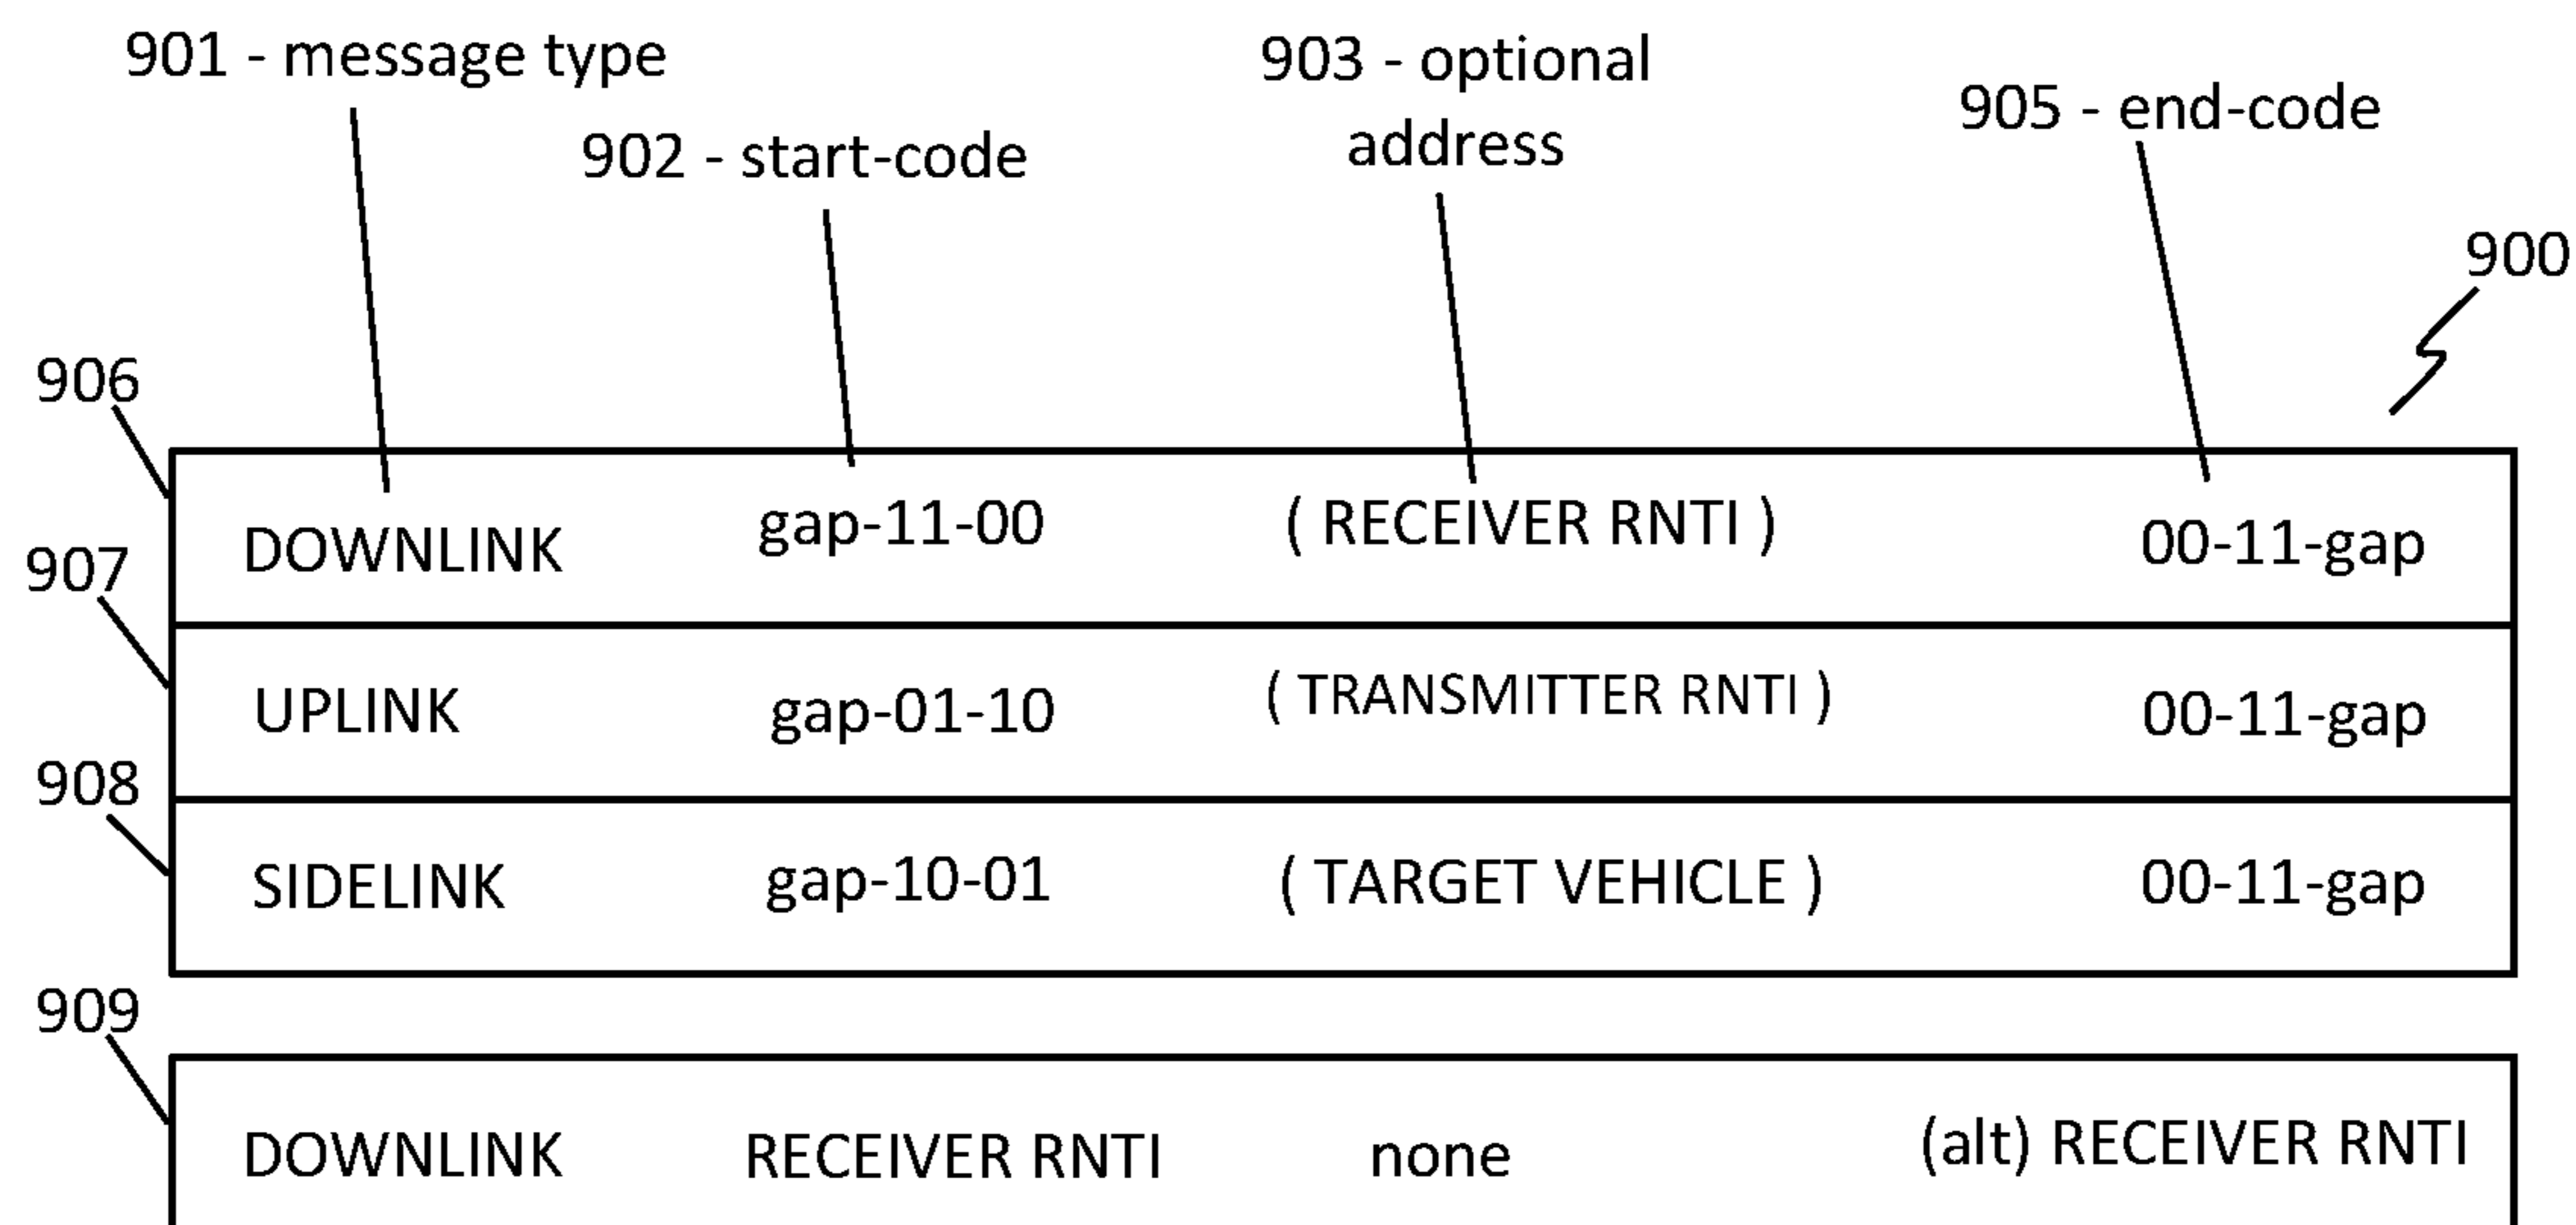 901 - message type
902 - start-code
903 - optional
address
905 - end-code
900
906
DOWNLINK gap-11-00 ( RECEIVER RNTI ) 00-11-gap
907
UPLINK gap-01-10 ( TRANSMITTER RNTI ) 00-11-gap
908
SIDELINK gap-10-01 ( TARGET VEHICLE ) 00-11-gap
909
DOWNLINK RECEIVER RNTI none (alt) RECEIVER RNTI